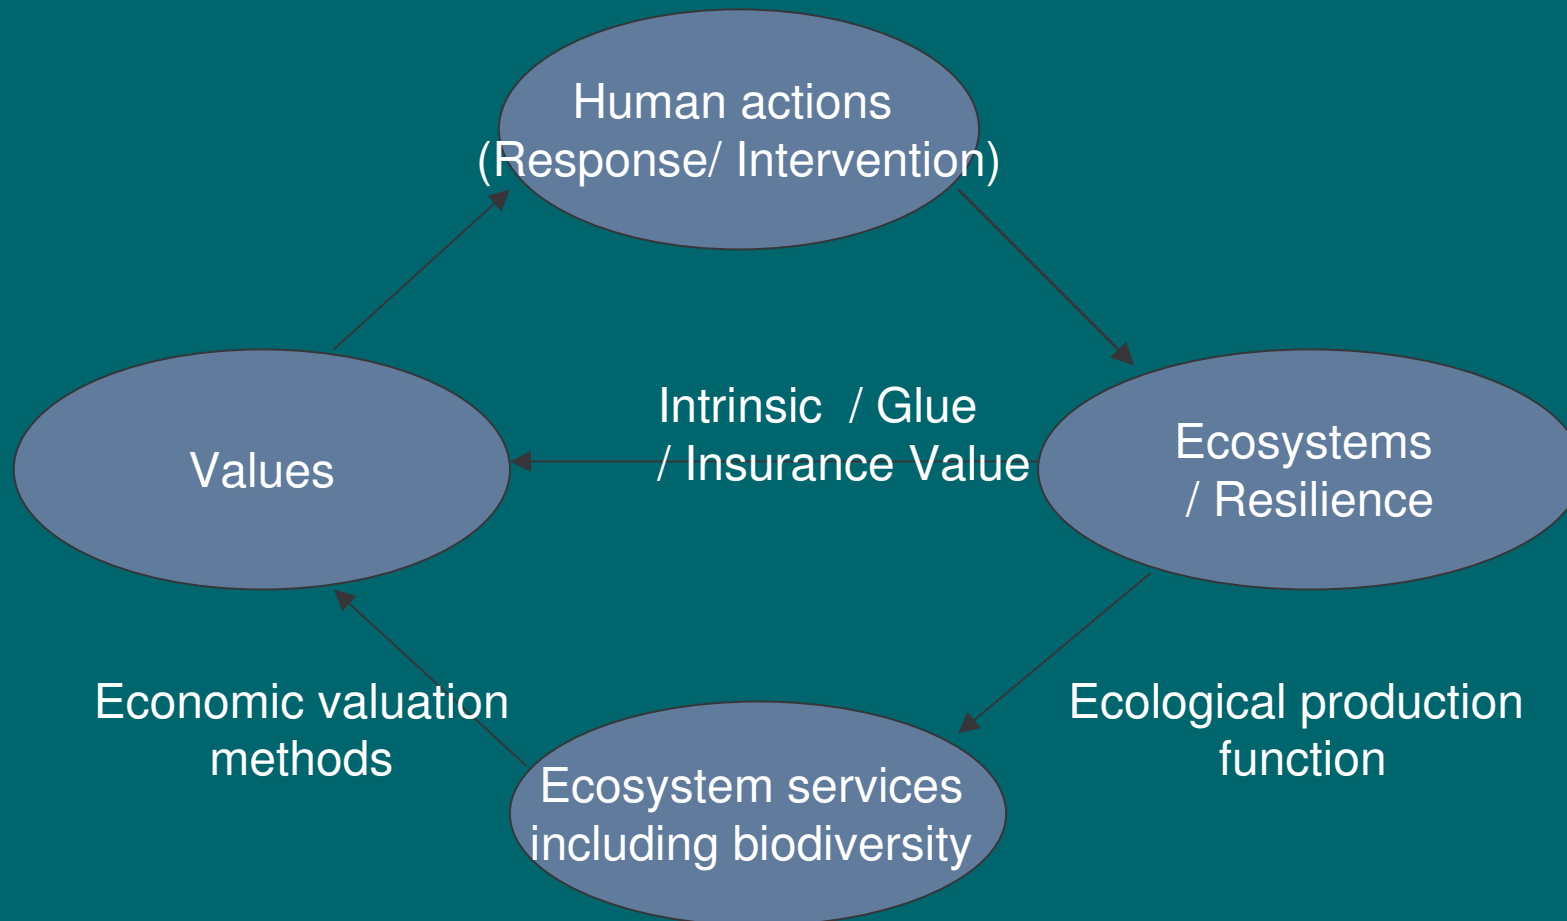 Human actions
(Response/ Intervention)
Intrinsic / Glue
/ Insurance Value
Values
Ecosystems
/ Resilience
Economic valuation
methods
Ecological production
function
Ecosystem services
including biodiversity